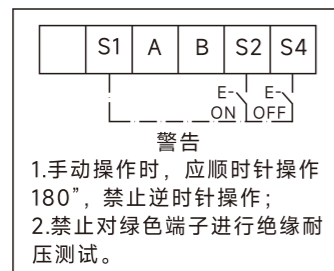 S1 A B S2 S4
E- E-
ON OFF
警告
1.手动操作时，应顺时针操作
180”，禁止逆时针操作；
2.禁止对绿色端子进行绝缘耐
压测试。